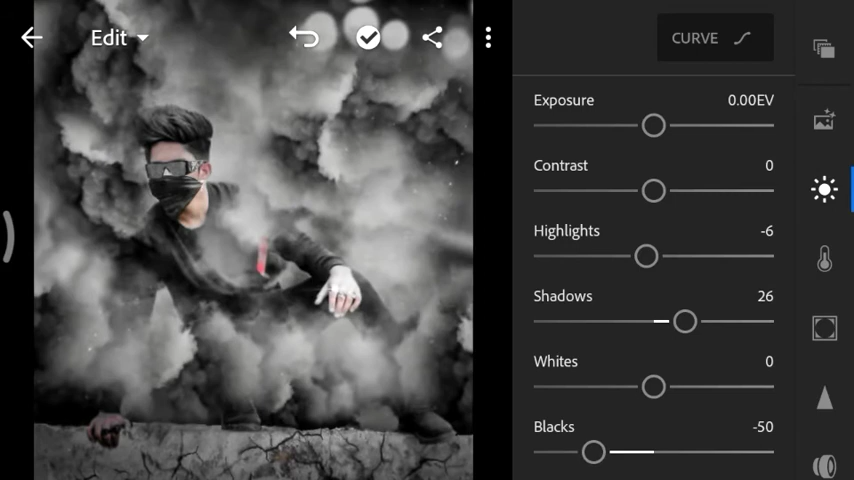 Edit
CURVE
Exposure 0.00EV
Contrast 0
Highlights -6
Shadows 26
Whites 0
Blacks -50